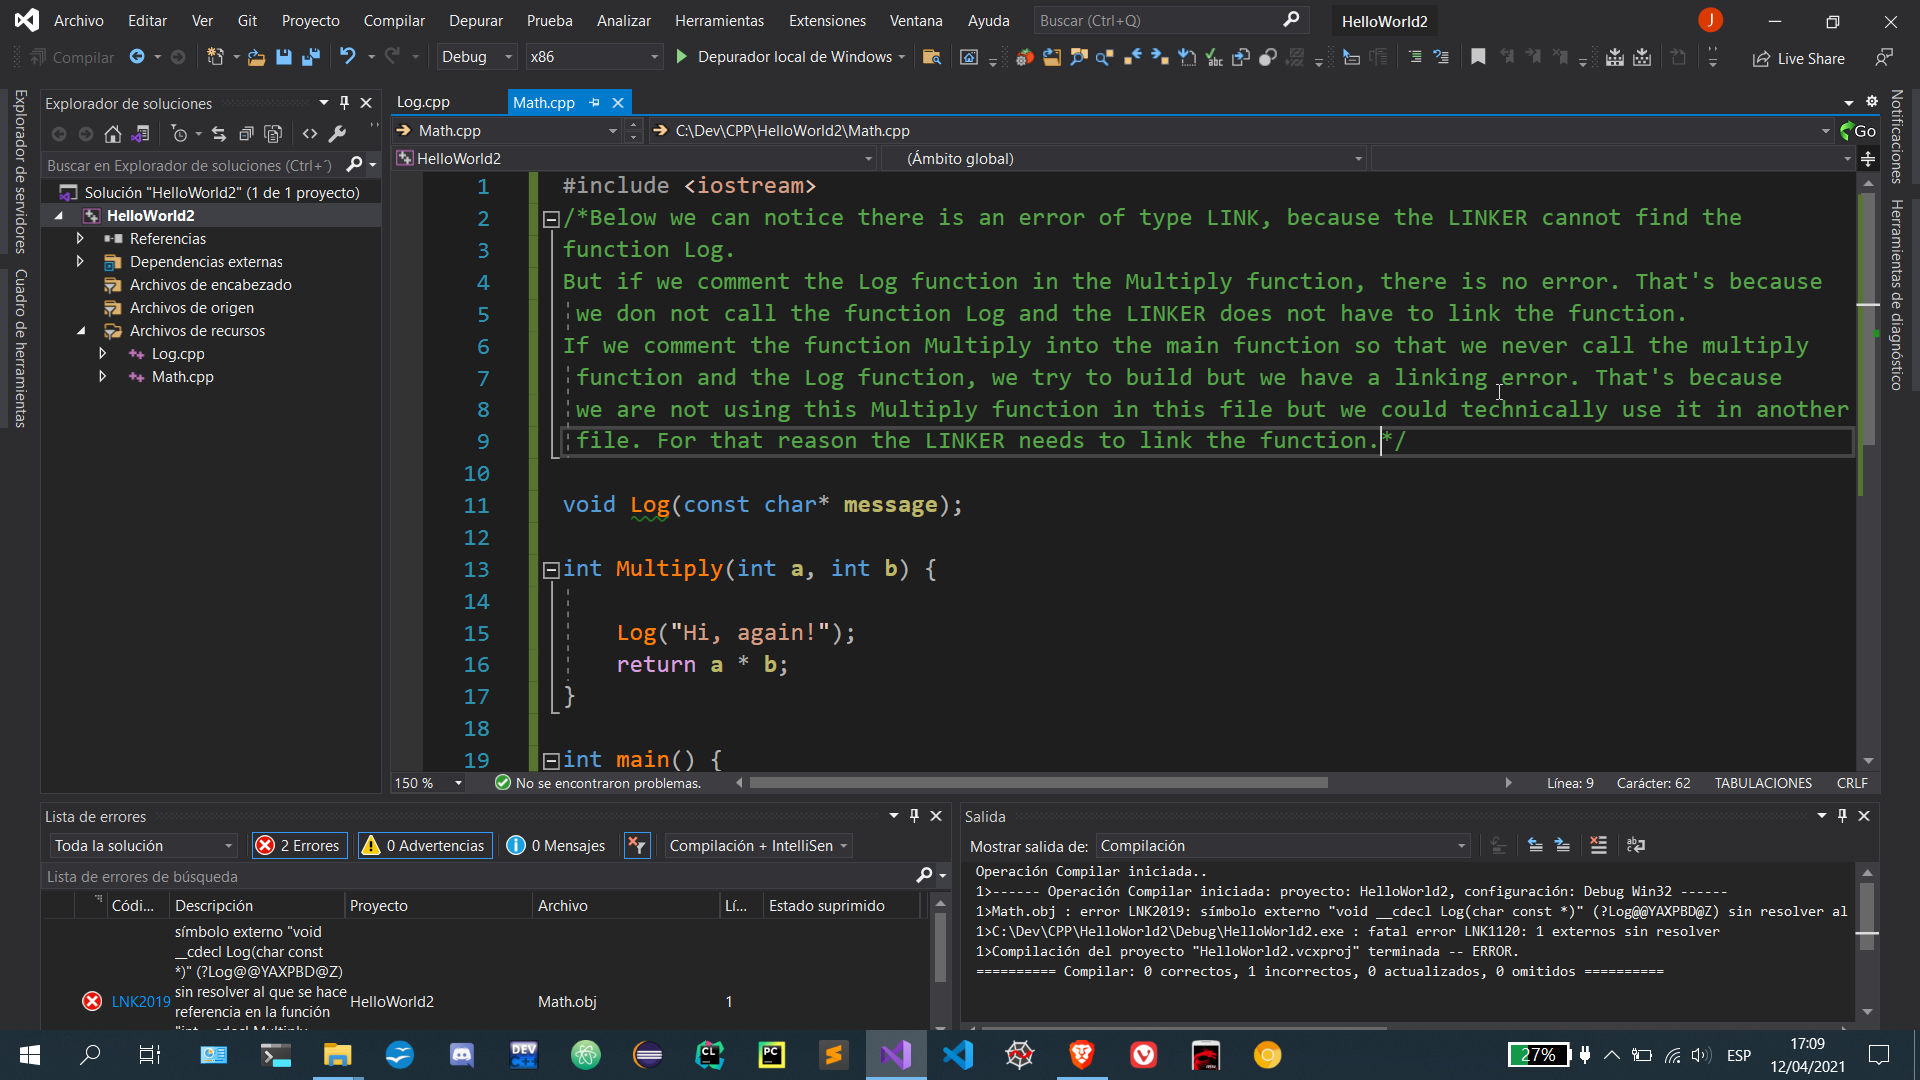 Archivo Editar Ver Git Proyecto Compilar Depurar Prueba Analizar Herramientas Extensiones Ventana Ayuda Buscar (Ctrl+Q) HelloWorld2 J
Compilar Debug x86 Depurador local de Windows Live Share
Explorador de servidores
Cuadro de herramientas
Explorador de soluciones
Buscar en Explorador de soluciones (Ctrl+´)
Solución "HelloWorld2" (1 de 1 proyecto)
HelloWorld2
Referencias
Dependencias externas
Archivos de encabezado
Archivos de origen
Archivos de recursos
Log.cpp
Math.cpp
Log.cpp Math.cpp
Math.cpp C:\Dev\CPP\HelloWorld2\Math.cpp Go
HelloWorld2 (Ámbito global)
1 #include <iostream>
2 /*Below we can notice there is an error of type LINK, because the LINKER cannot find the
3 function Log.
4 But if we comment the Log function in the Multiply function, there is no error. That's because
5 we don not call the function Log and the LINKER does not have to link the function.
6 If we comment the function Multiply into the main function so that we never call the multiply
7 function and the Log function, we try to build but we have a linking error. That's because
8 we are not using this Multiply function in this file but we could technically use it in another
9 file. For that reason the LINKER needs to link the function.*/
10
11 void Log(const char* message);
12
13 int Multiply(int a, int b) {
14
15 Log("Hi, again!");
16 return a * b;
17 }
18
19 int main() {
150 % No se encontraron problemas. Línea: 9 Carácter: 62 TABULACIONES CRLF
Notificaciones
Herramientas de diagnóstico
Lista de errores
Toda la solución 2 Errores 0 Advertencias 0 Mensajes Compilación + IntelliSen
Lista de errores de búsqueda
Códi... Descripción Proyecto Archivo Lí... Estado suprimido
símbolo externo "void
__cdecl Log(char const
*)" (?Log@@YAXPBD@Z)
sin resolver al que se hace
LNK2019 referencia en la función HelloWorld2 Math.obj 1
"int __cdecl Multiply
Salida
Mostrar salida de: Compilación
Operación Compilar iniciada..
1>------ Operación Compilar iniciada: proyecto: HelloWorld2, configuración: Debug Win32 ------
1>Math.obj : error LNK2019: símbolo externo "void __cdecl Log(char const *)" (?Log@@YAXPBD@Z) sin resolver al
1>C:\Dev\CPP\HelloWorld2\Debug\HelloWorld2.exe : fatal error LNK1120: 1 externos sin resolver
1>Compilación del proyecto "HelloWorld2.vcxproj" terminada -- ERROR.
========== Compilar: 0 correctos, 1 incorrectos, 0 actualizados, 0 omitidos ==========
DEV CL PC 27% ESP 17:09
12/04/2021